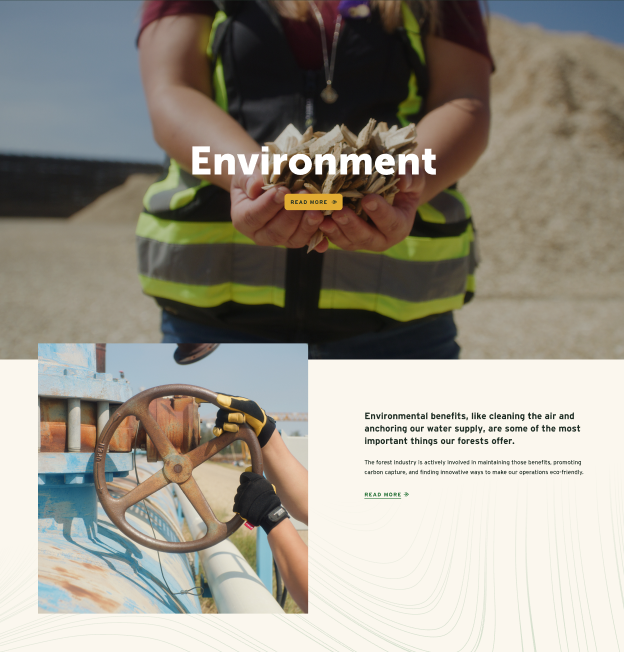 Environment
READ MORE
Environmental benefits, like cleaning the air and
anchoring our water supply, are some of the most
important things our forests offer.
The forest industry is actively involved in maintaining those benefits, promoting
carbon capture, and finding innovative ways to make our operations eco-friendly.
READ MORE